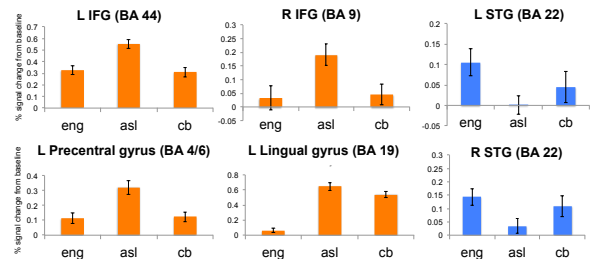 L IFG (BA 44)
% signal change from baseline
0.7
0.6
0.5
0.4
0.3
0.2
0.1
0
eng asl cb
R IFG (BA 9)
0.25
0.2
0.15
0.1
0.05
0
-0.05
eng asl cb
L STG (BA 22)
0.2
0.15
0.1
0.05
0
-0.05
eng asl cb
L Precentral gyrus (BA 4/6)
% signal change from baseline
0.4
0.3
0.2
0.1
0
eng asl cb
L Lingual gyrus (BA 19)
0.8
0.6
0.4
0.2
0
eng asl cb
R STG (BA 22)
0.3
0.25
0.2
0.15
0.1
0.05
0
eng asl cb